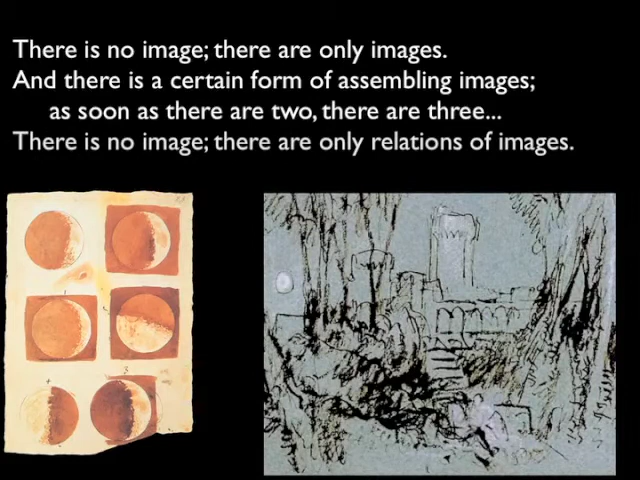 There is no image; there are only images.
And there is a certain form of assembling images;
as soon as there are two, there are three...
There is no image; there are only relations of images.